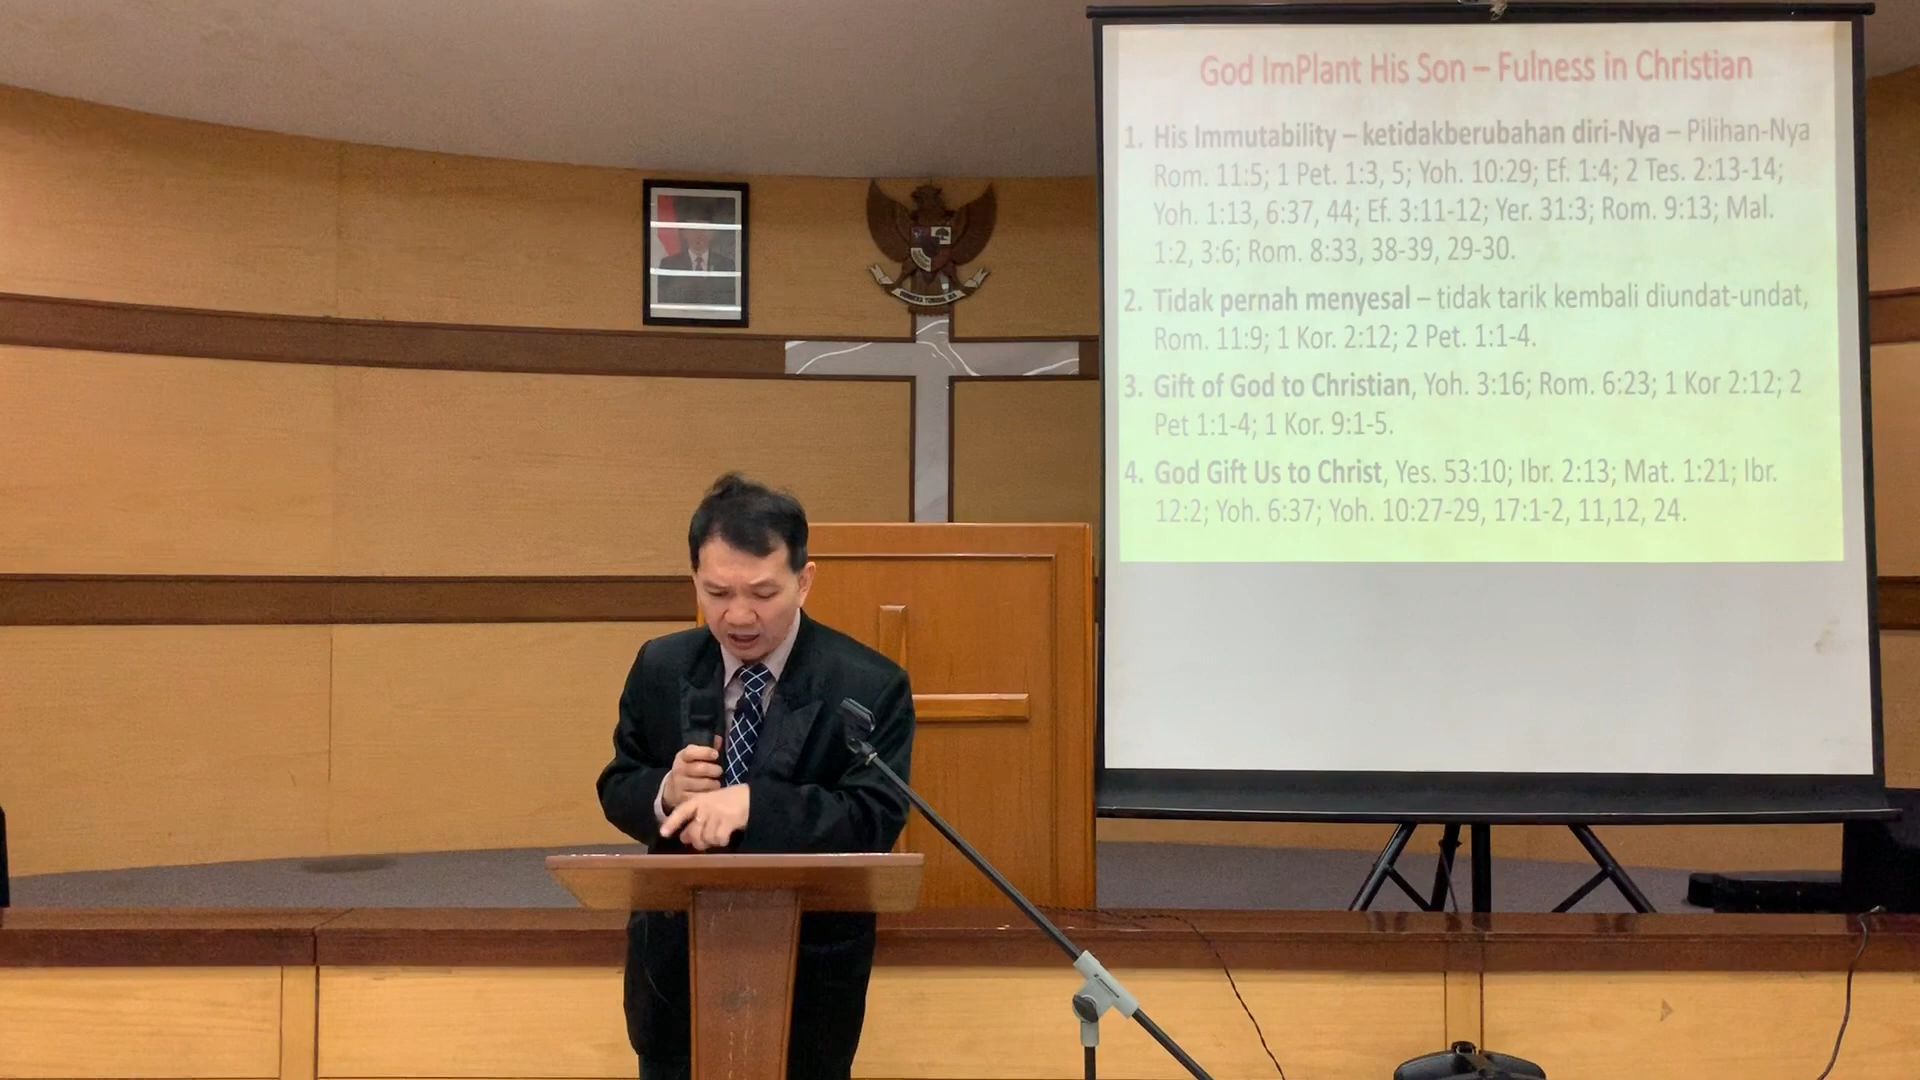 God ImPlant His Son – Fulness in Christian
1. His Immutability – ketidakberubahan diri-Nya – Pilihan-Nya
Rom. 11:5; 1 Pet. 1:3, 5; Yoh. 10:29; Ef. 1:4; 2 Tes. 2:13-14;
Yoh. 1:13, 6:37, 44; Ef. 3:11-12; Yer. 31:3; Rom. 9:13; Mal.
1:2, 3:6; Rom. 8:33, 38-39, 29-30.
2. Tidak pernah menyesal – tidak tarik kembali diundat-undat,
Rom. 11:9; 1 Kor. 2:12; 2 Pet. 1:1-4.
3. Gift of God to Christian, Yoh. 3:16; Rom. 6:23; 1 Kor 2:12; 2
Pet 1:1-4; 1 Kor. 9:1-5.
4. God Gift Us to Christ, Yes. 53:10; Ibr. 2:13; Mat. 1:21; Ibr.
12:2; Yoh. 6:37; Yoh. 10:27-29, 17:1-2, 11,12, 24.